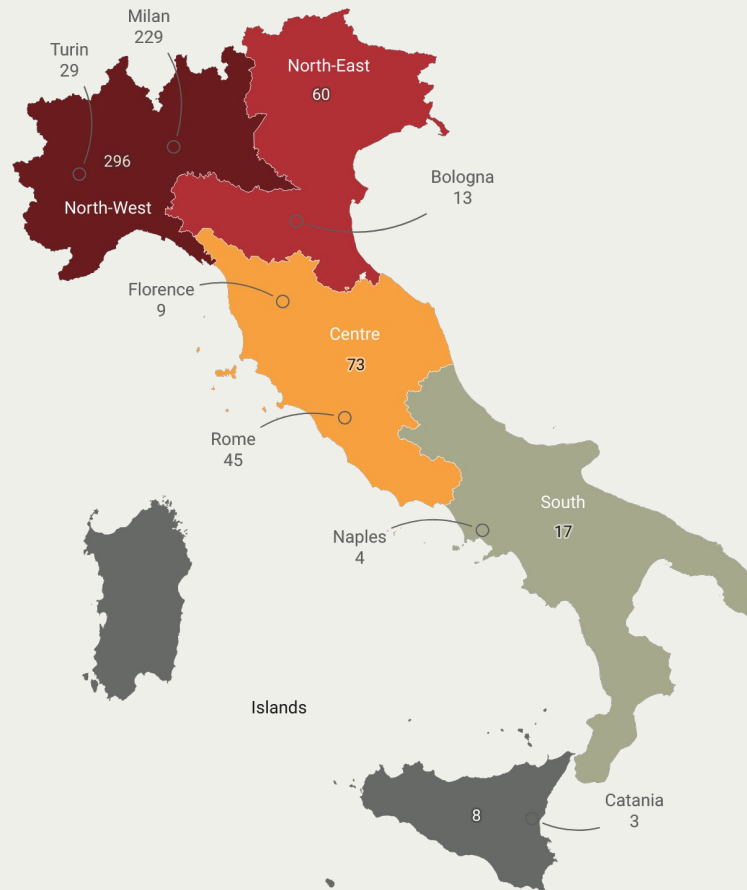 Milan
229
Turin
29
North-East
60
296
North-West
Bologna
13
Florence
9
Centre
73
Rome
45
South
17
Naples
4
Islands
8
Catania
3